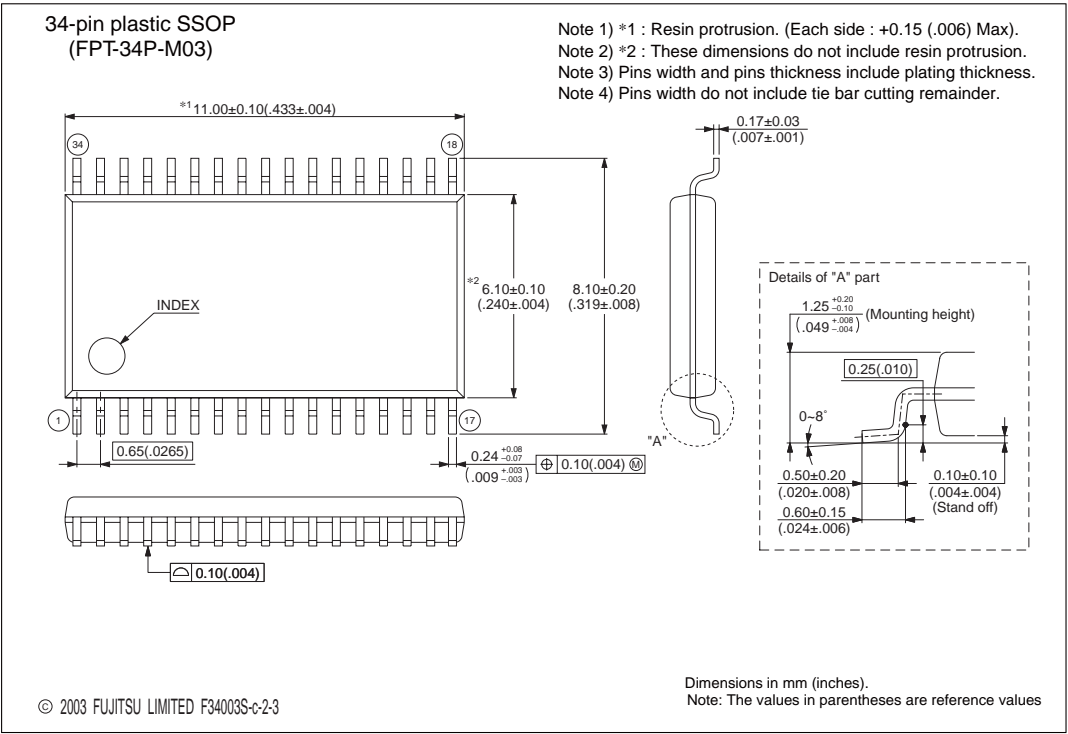 34-pin plastic SSOP
(FPT-34P-M03)
Note 1) *1 : Resin protrusion. (Each side : +0.15 (.006) Max).
Note 2) *2 : These dimensions do not include resin protrusion.
Note 3) Pins width and pins thickness include plating thickness.
Note 4) Pins width do not include tie bar cutting remainder.
*1 11.00±0.10(.433±.004)
0.17±0.03
(.007±.001)
34
18
*2 6.10±0.10
(.240±.004)
8.10±0.20
(.319±.008)
INDEX
1
17
"A"
0.65(.0265)
0.24 +0.08 –0.07
(.009 +.003 –.003)
⌖ 0.10(.004) Ⓜ
⌓ 0.10(.004)
Details of "A" part
1.25 +0.20 –0.10
(.049 +.008 –.004)
(Mounting height)
0.25(.010)
0~8°
0.50±0.20
(.020±.008)
0.60±0.15
(.024±.006)
0.10±0.10
(.004±.004)
(Stand off)
Dimensions in mm (inches).
Note: The values in parentheses are reference values
© 2003 FUJITSU LIMITED F34003S-c-2-3